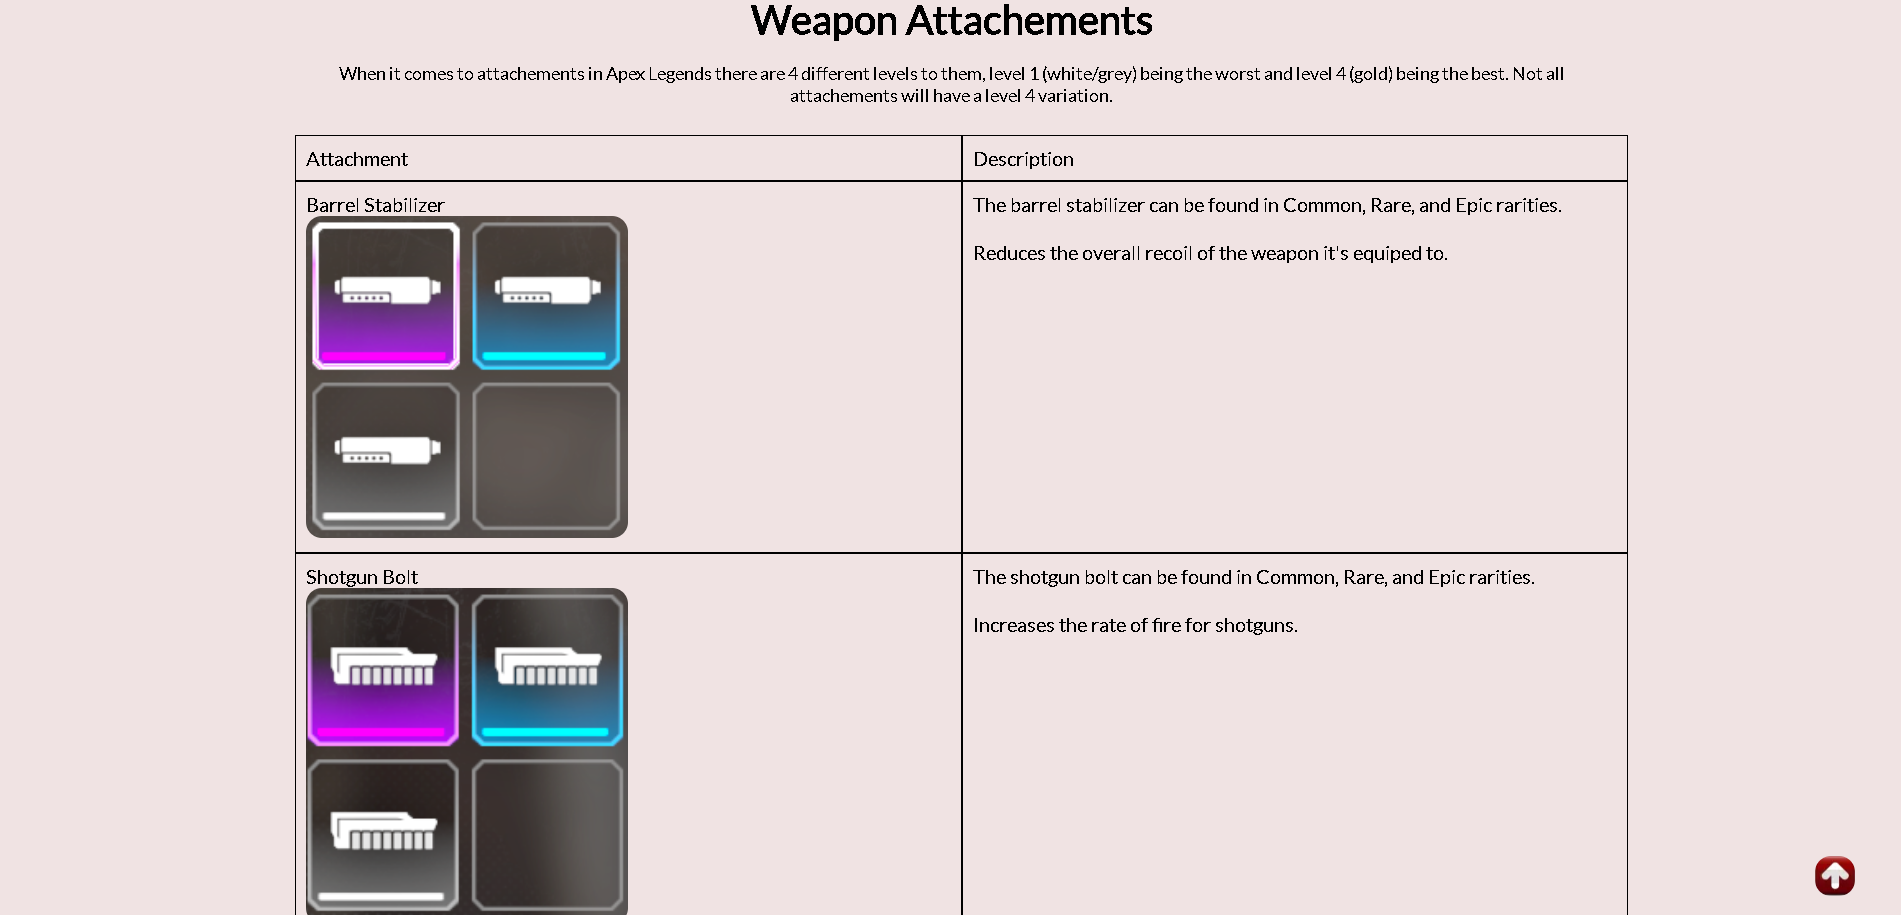 Weapon Attachements
When it comes to attachements in Apex Legends there are 4 different levels to them, level 1 (white/grey) being the worst and level 4 (gold) being the best. Not all
attachements will have a level 4 variation.
Attachment
Description
Barrel Stabilizer
The barrel stabilizer can be found in Common, Rare, and Epic rarities.
Reduces the overall recoil of the weapon it's equiped to.
Shotgun Bolt
The shotgun bolt can be found in Common, Rare, and Epic rarities.
Increases the rate of fire for shotguns.